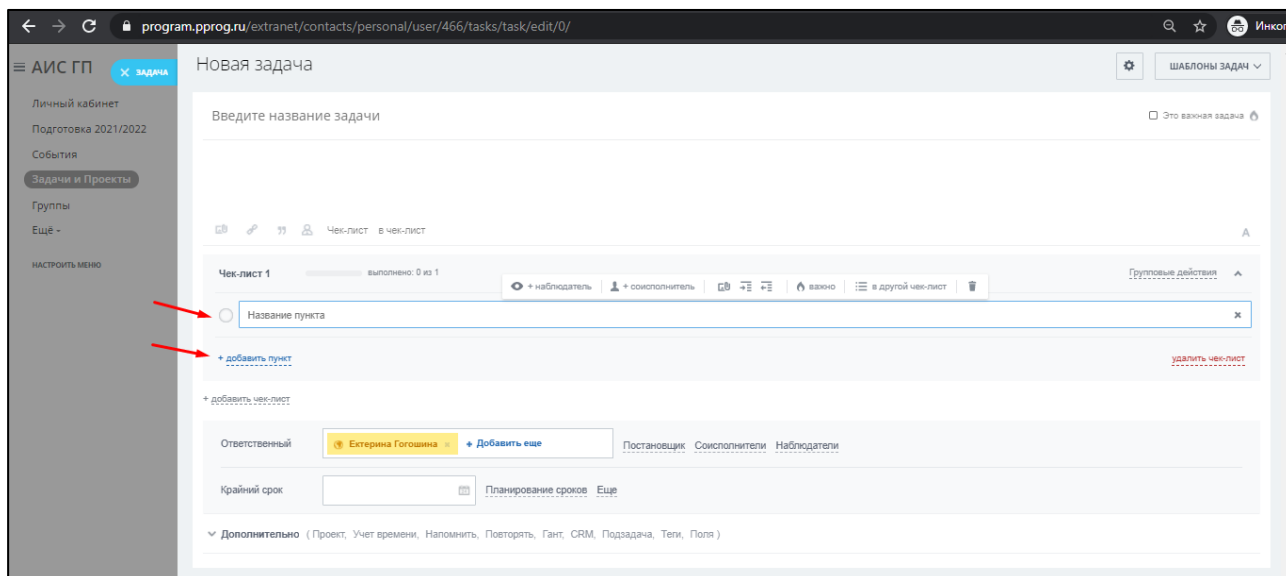 program.pprog.ru/extranet/contacts/personal/user/466/tasks/task/edit/0/
АИС ГП
ЗАДАЧА
Новая задача
ШАБЛОНЫ ЗАДАЧ
Личный кабинет
Подготовка 2021/2022
События
Задачи и Проекты
Группы
Ещё
НАСТРОИТЬ МЕНЮ
Введите название задачи
Это важная задача
Чек-лист в чек-лист
A
Чек-лист 1 выполнено: 0 из 1
Групповые действия
+ наблюдатель + соисполнитель важно в другой чек-лист
Название пункта
+ добавить пункт
удалить чек-лист
+ добавить чек-лист
Ответственный Ектерина Гогошина × + Добавить еще Постановщик Соисполнители Наблюдатели
Крайний срок Планирование сроков Еще
Дополнительно ( Проект, Учет времени, Напомнить, Повторять, Гант, CRM, Подзадача, Теги, Поля )